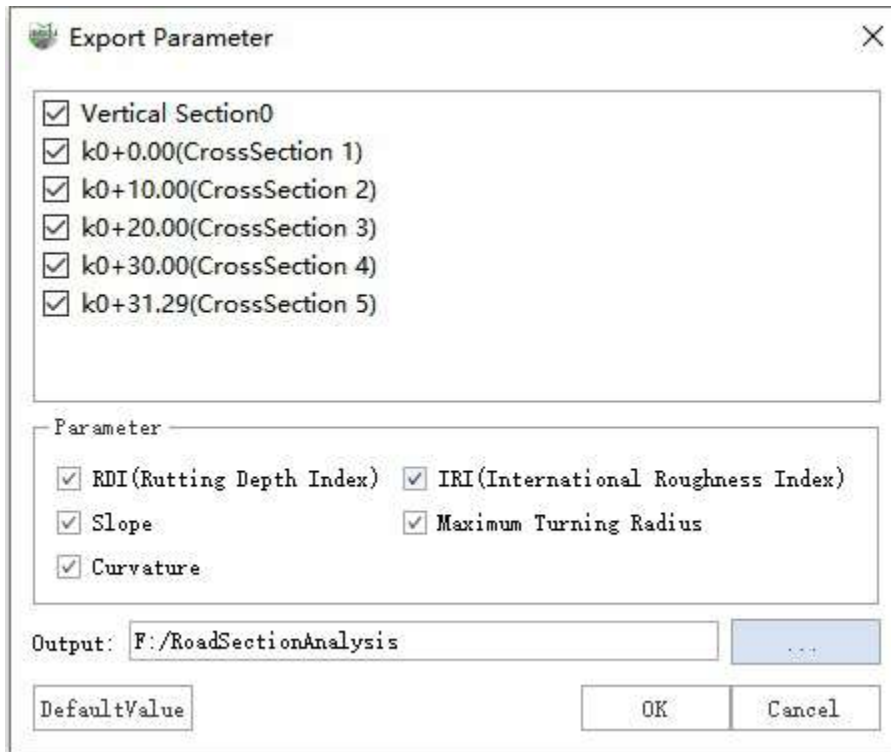 Export Parameter
Vertical Section0
k0+0.00(CrossSection 1)
k0+10.00(CrossSection 2)
k0+20.00(CrossSection 3)
k0+30.00(CrossSection 4)
k0+31.29(CrossSection 5)
Parameter
RDI(Rutting Depth Index) IRI(International Roughness Index)
Slope Maximum Turning Radius
Curvature
Output: F:/RoadSectionAnalysis ...
DefaultValue OK Cancel